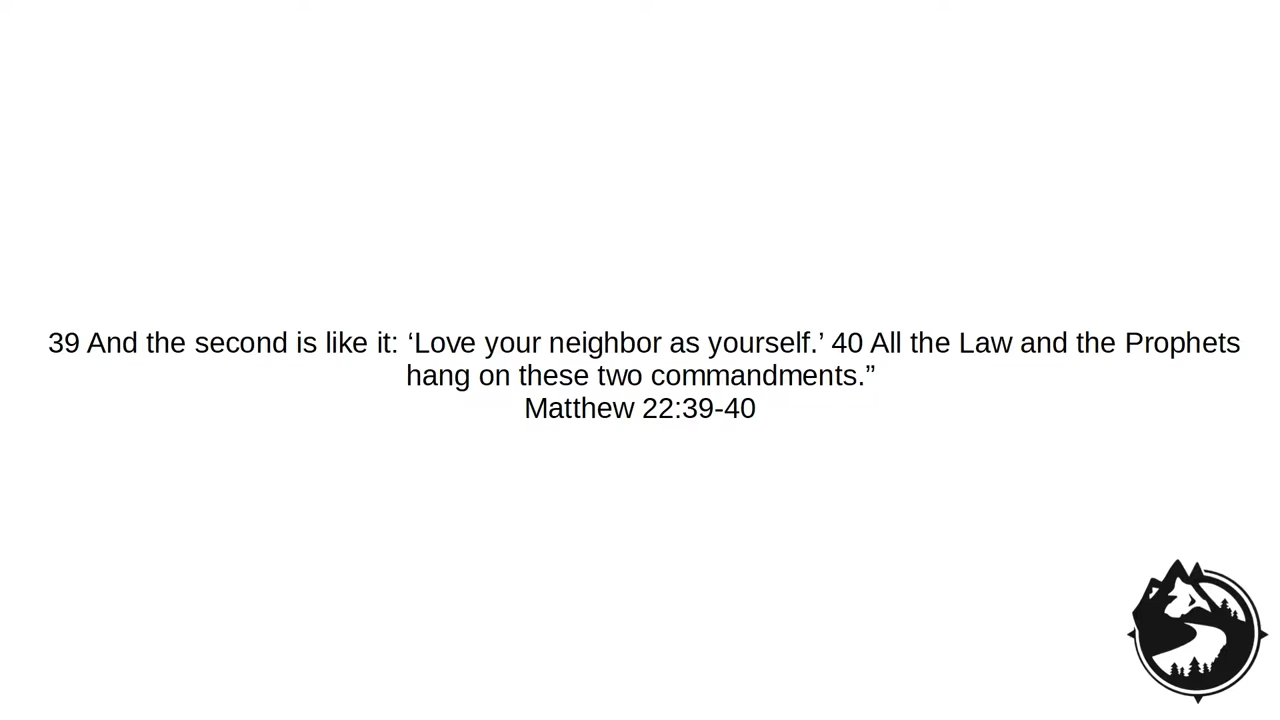 39 And the second is like it: ‘Love your neighbor as yourself.’ 40 All the Law and the Prophets
hang on these two commandments.”
Matthew 22:39-40